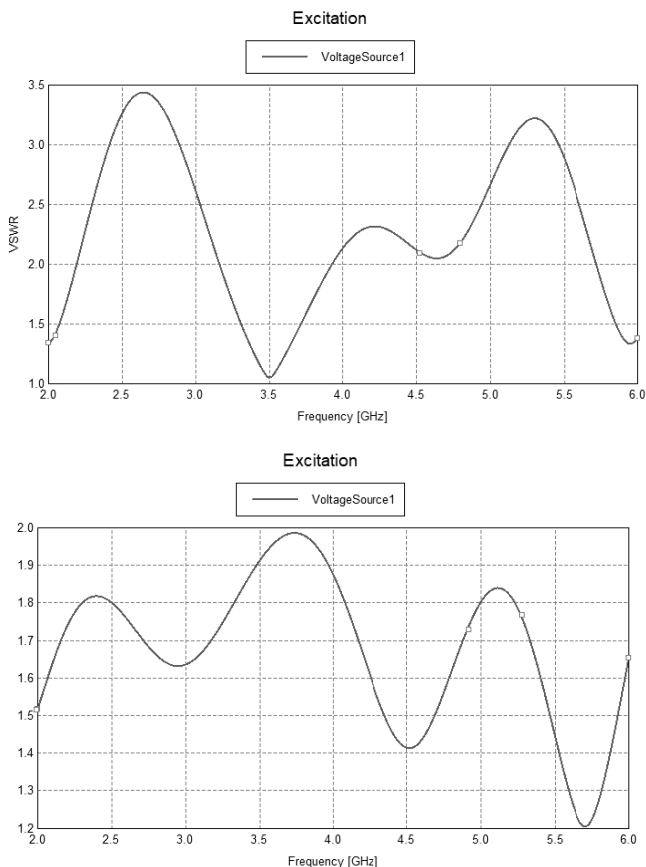 Excitation
VoltageSource1
3.5
3.0
2.5
2.0
1.5
1.0
VSWR
2.0 2.5 3.0 3.5 4.0 4.5 5.0 5.5 6.0
Frequency [GHz]
Excitation
VoltageSource1
2.0
1.9
1.8
1.7
1.6
1.5
1.4
1.3
1.2
2.0 2.5 3.0 3.5 4.0 4.5 5.0 5.5 6.0
Frequency [GHz]